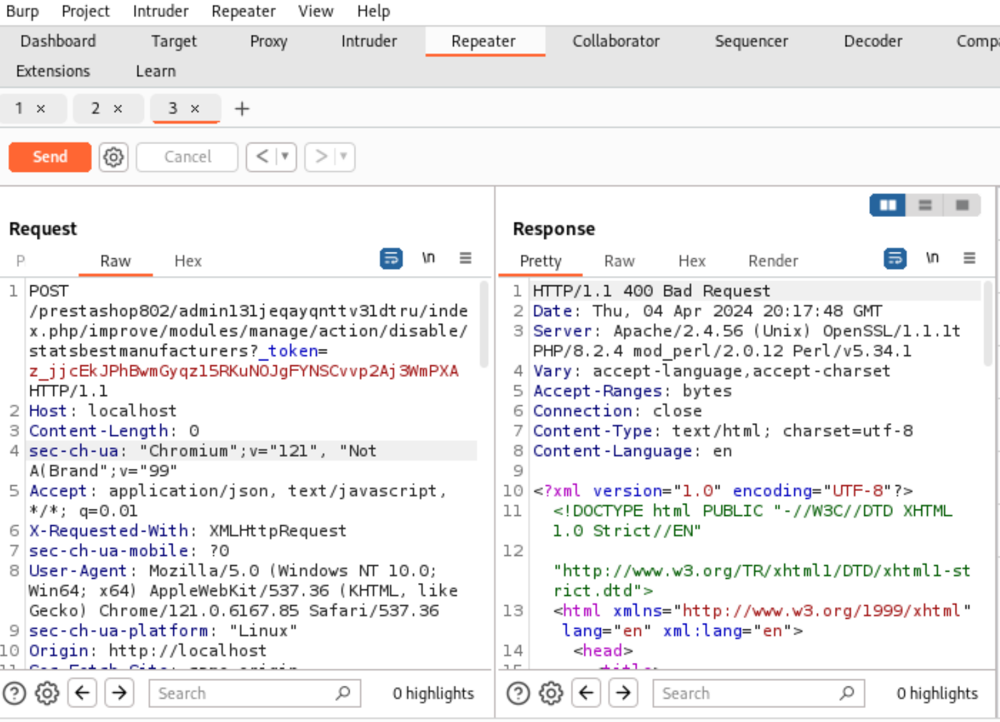 Burp Project Intruder Repeater View Help
Dashboard Target Proxy Intruder Repeater Collaborator Sequencer Decoder
Extensions Learn
1 × 2 × 3 × +
Send Cancel < >
Request
P Raw Hex \n
1 POST
/prestashop802/admin131jeqayqnttv31dtru/inde
x.php/improve/modules/manage/action/disable/
statsbestmanufacturers?_token=
z_jjcEkJPhBwmGyqzl5RKuNOJgFYNSCvvp2Aj3WmPXA
HTTP/1.1
2 Host: localhost
3 Content-Length: 0
4 sec-ch-ua: "Chromium";v="121", "Not
A(Brand";v="99"
5 Accept: application/json, text/javascript,
*/*; q=0.01
6 X-Requested-With: XMLHttpRequest
7 sec-ch-ua-mobile: ?0
8 User-Agent: Mozilla/5.0 (Windows NT 10.0;
Win64; x64) AppleWebKit/537.36 (KHTML, like
Gecko) Chrome/121.0.6167.85 Safari/537.36
9 sec-ch-ua-platform: "Linux"
10 Origin: http://localhost
11 Sec-Fetch-Site: same-origin
Search 0 highlights
Response
Pretty Raw Hex Render \n
1 HTTP/1.1 400 Bad Request
2 Date: Thu, 04 Apr 2024 20:17:48 GMT
3 Server: Apache/2.4.56 (Unix) OpenSSL/1.1.1t
PHP/8.2.4 mod_perl/2.0.12 Perl/v5.34.1
4 Vary: accept-language,accept-charset
5 Accept-Ranges: bytes
6 Connection: close
7 Content-Type: text/html; charset=utf-8
8 Content-Language: en
9
10 <?xml version="1.0" encoding="UTF-8"?>
11 <!DOCTYPE html PUBLIC "-//W3C//DTD XHTML
1.0 Strict//EN"
12
"http://www.w3.org/TR/xhtml1/DTD/xhtml1-st
rict.dtd">
13 <html xmlns="http://www.w3.org/1999/xhtml"
lang="en" xml:lang="en">
14 <head>
15 <title>
Search 0 highlights